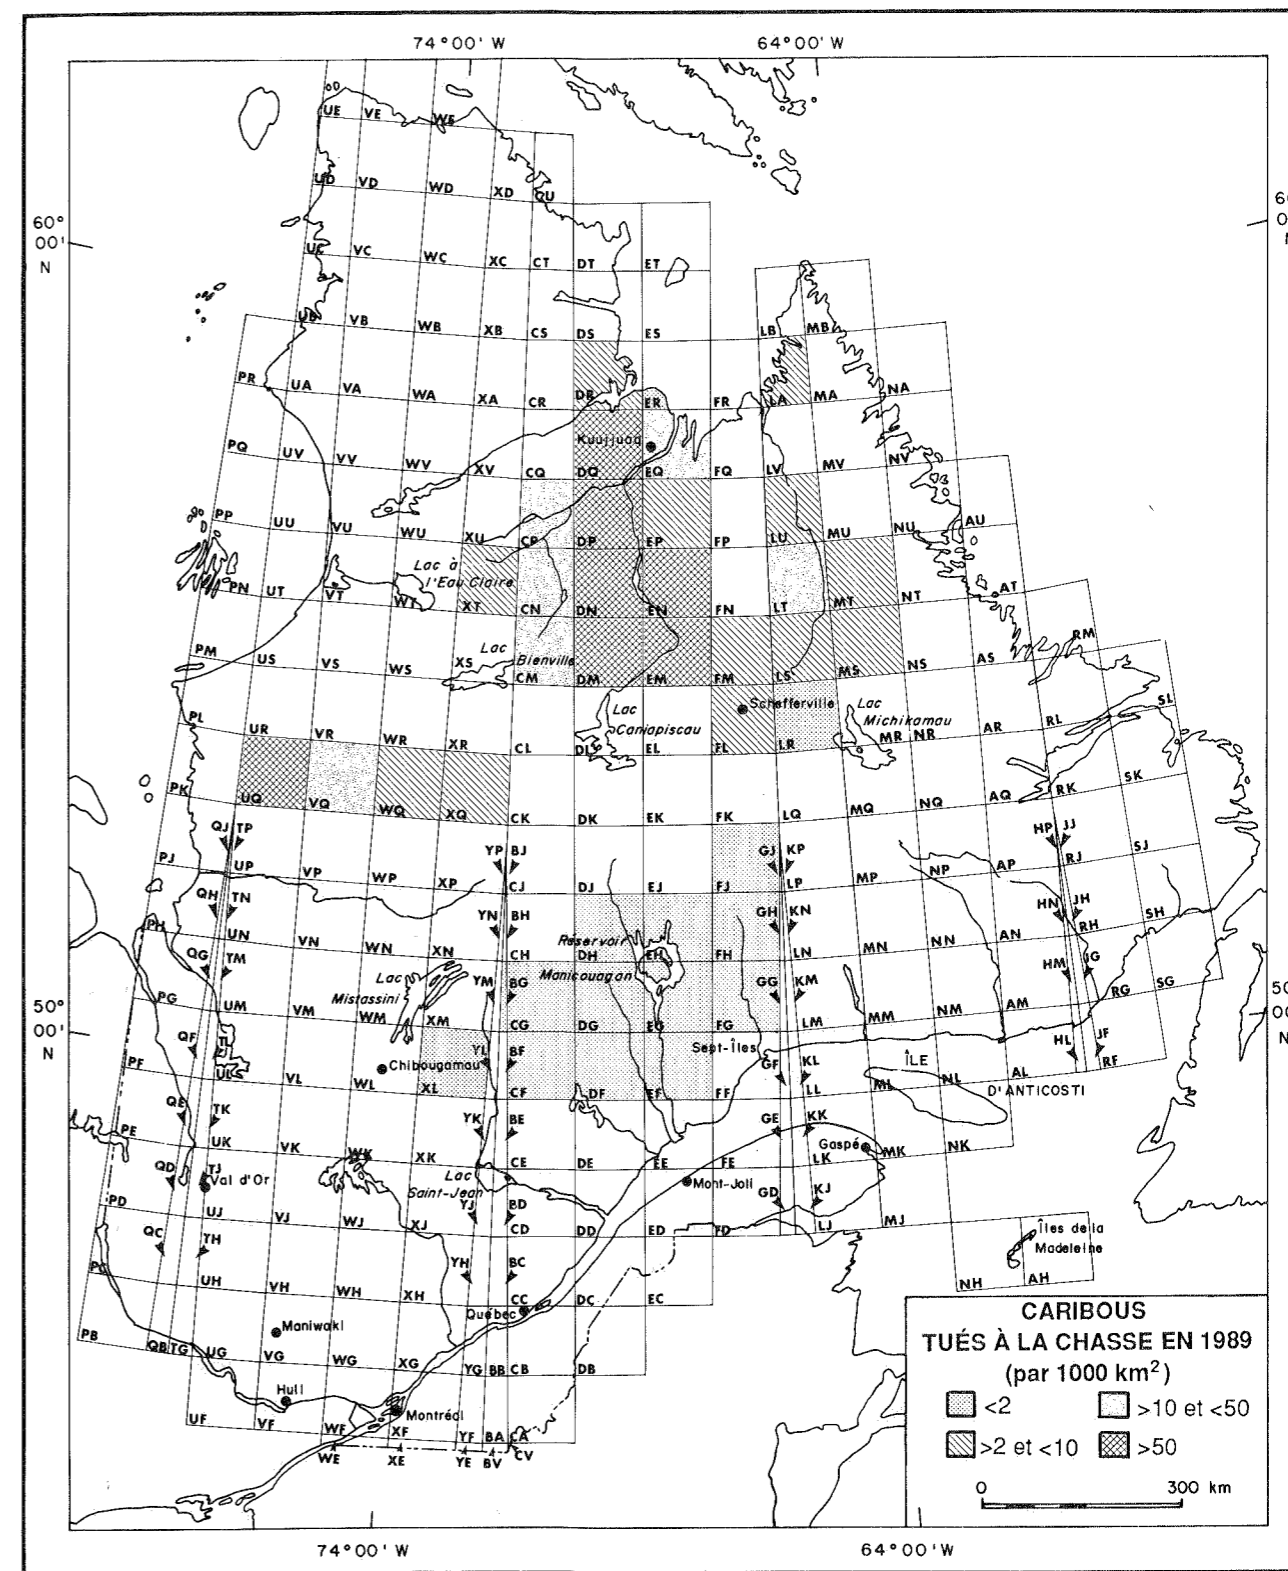 74°00' W 64°00' W
UE VE WE
UD VD WD XD CU
60°
00'
N
UC VC WC XC CT DT ET
UB VB WB XB CS DS ES LB MB
PR UA VA WA XA CR DR ER FR LA MA NA
Kuujjuaq
PQ UV VV WV XV CQ DQ EQ FQ LV MV NV
PP UU VU WU XU CP DP EP FP LU MU NU AU
Lac à
l'Eau Claire
PN UT VT WT XT CN DN EN FN LT MT NT AT
Lac
Bienville
PM US VS WS XS CM DM EM FM LS MS NS AS RM
Schefferville
Lac
Caniapiscau
Lac
Michikamau
PL UR VR WR XR CL DL EL FL LR MR NR AR RL SL
PK UQ VQ WQ XQ CK DK EK FK LQ MQ NQ AQ RK SK
QJ TP YP BJ GJ KP HP JJ
PJ UP VP WP XP CJ DJ EJ FJ LP MP NP AP RJ SJ
QH TN YN BH GH KN HN JH
Réservoir
Manicouagan
PH UN VN WN XN CH DH EH FH LN MN NN AN RH SH
QG TM YM BG GG KM HM JG
Lac
Mistassini
50°
00'
N
PG UM VM WM XM CG DG EG FG LM MM NM AM RG SG
Sept-Îles
Chibougamau
QF TL YL BF GF KL HL JF
ÎLE
D'ANTICOSTI
PF UL VL WL XL CF DF EF FF LL ML NL AL RF
QE TK YK BE GE KK
Gaspé
PE UK VK WK XK CE DE EE FE LK MK NK
QD TJ YJ BD GD KJ
Val d'Or
Lac
Saint-Jean
Mont-Joli
PD UJ VJ WJ XJ CD DD ED FD LJ MJ
Îles de la
Madeleine
QC TH YH BC
PC UH VH WH XH CC DC EC NH AH
Québec
Maniwaki
PB QB TG UG VG WG XG YG BB CB DB
Hull
Montréal
UF VF WF XF YF BA CA
WE XE YE BV CV
CARIBOUS
TUÉS À LA CHASSE EN 1989
(par 1000 km²)
<2 >10 et <50
>2 et <10 >50
0 300 km
74°00' W 64°00' W